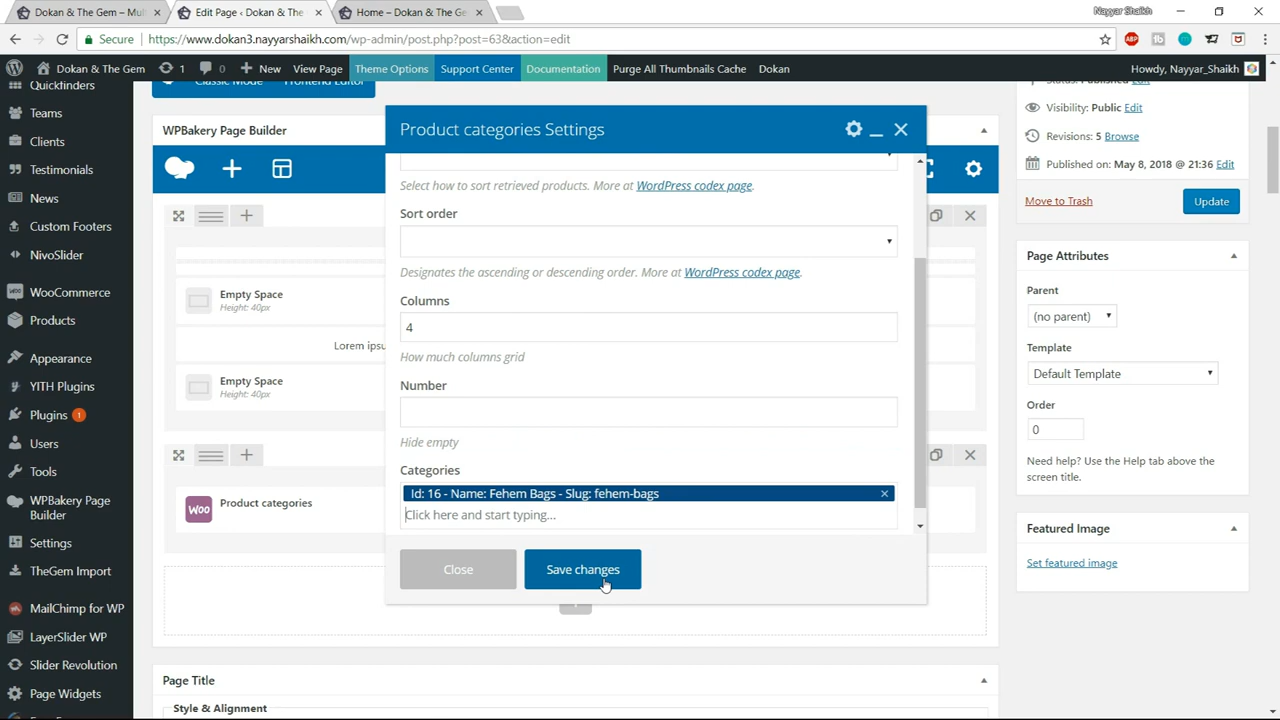 Dokan & The Gem – Mult
Edit Page ‹ Dokan & The
Home – Dokan & The Ge
Nayyar Shaikh
Secure
https://www.dokan3.nayyarshaikh.com/wp-admin/post.php?post=63&action=edit
ABP
Dokan & The Gem
1
0
New
View Page
Theme Options
Support Center
Documentation
Purge All Thumbnails Cache
Dokan
Howdy, Nayyar_Shaikh
Quickfinders
Teams
Clients
Testimonials
News
Custom Footers
NivoSlider
WooCommerce
Products
Appearance
YITH Plugins
Plugins 1
Users
Tools
WPBakery Page
Builder
Settings
TheGem Import
MailChimp for WP
LayerSlider WP
Slider Revolution
Page Widgets
Classic Mode
Frontend Editor
WPBakery Page Builder
Empty Space
Height: 40px
Lorem ipsu
Empty Space
Height: 40px
Woo
Product categories
Page Title
Style & Alignment
Product categories Settings
Select how to sort retrieved products. More at WordPress codex page.
Sort order
Designates the ascending or descending order. More at WordPress codex page.
Columns
4
How much columns grid
Number
Hide empty
Categories
Id: 16 - Name: Fehem Bags - Slug: fehem-bags
Click here and start typing...
Close
Save changes
Status: Published Edit
Visibility: Public Edit
Revisions: 5 Browse
Published on: May 8, 2018 @ 21:36 Edit
Move to Trash
Update
Page Attributes
Parent
(no parent)
Template
Default Template
Order
0
Need help? Use the Help tab above the
screen title.
Featured Image
Set featured image